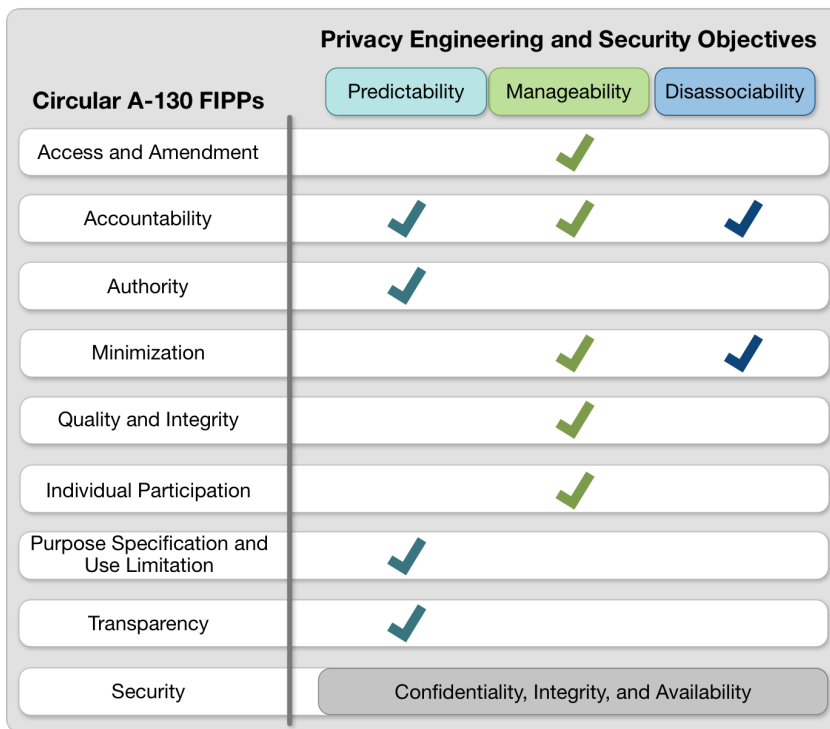 Privacy Engineering and Security Objectives
Circular A-130 FIPPs
Predictability
Manageability
Disassociability
Access and Amendment
Accountability
Authority
Minimization
Quality and Integrity
Individual Participation
Purpose Specification and
Use Limitation
Transparency
Security
Confidentiality, Integrity, and Availability